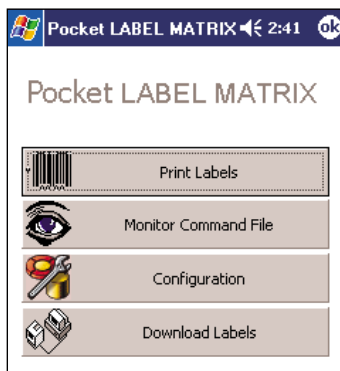 Pocket LABEL MATRIX 2:41 ok
Pocket LABEL MATRIX
Print Labels
Monitor Command File
Configuration
Download Labels